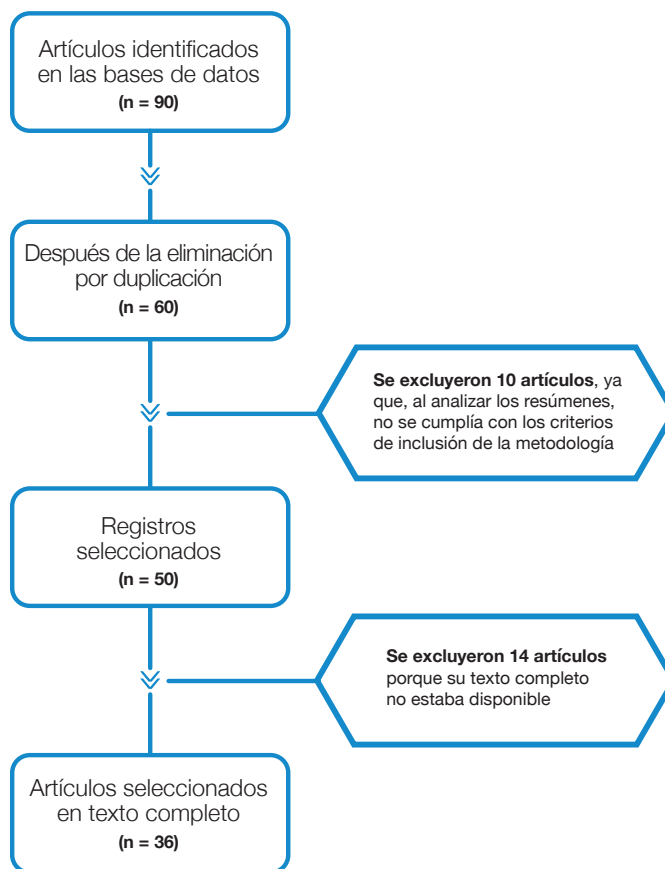 Artículos identificados
en las bases de datos
(n = 90)
Después de la eliminación
por duplicación
(n = 60)
Se excluyeron 10 artículos, ya
que, al analizar los resúmenes,
no se cumplía con los criterios
de inclusión de la metodología
Registros
seleccionados
(n = 50)
Se excluyeron 14 artículos
porque su texto completo
no estaba disponible
Artículos seleccionados
en texto completo
(n = 36)